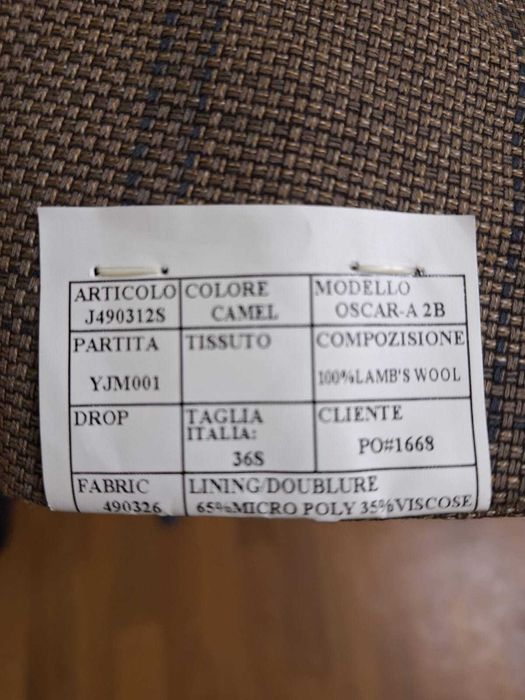 ARTICOLO COLORE MODELLO
J490312S CAMEL OSCAR-A 2B
PARTITA TISSUTO COMPOZISIONE
YJM001 100%LAMB'S WOOL
DROP TAGLIA ITALIA: CLIENTE
36S PO#1668
FABRIC LINING/DOUBLURE
490326 65%MICRO POLY 35%VISCOSE